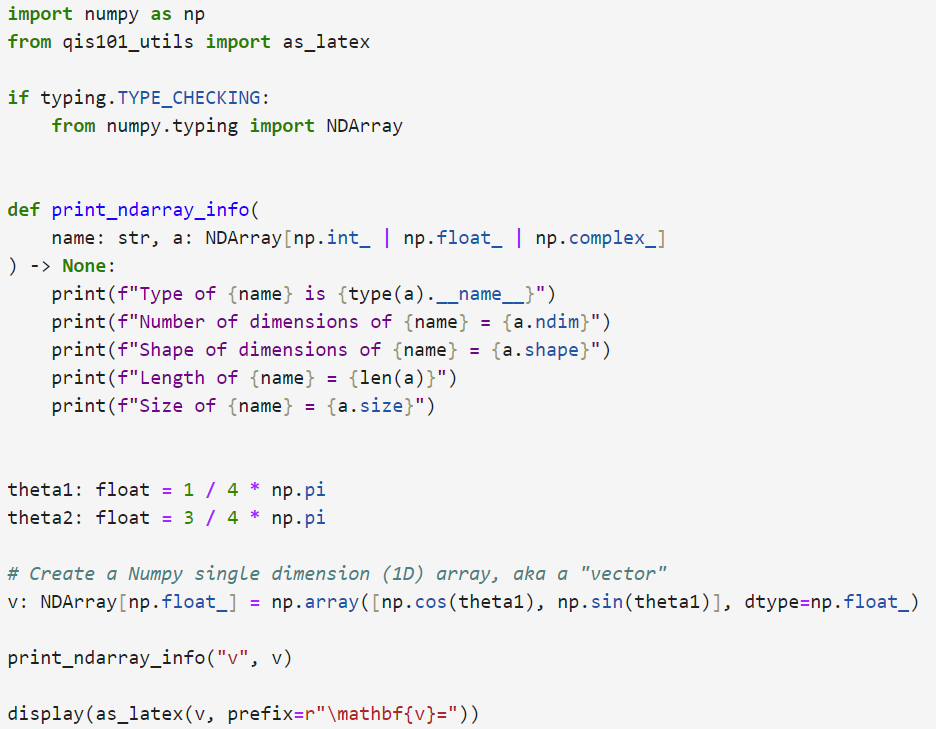 import numpy as np
from qis101_utils import as_latex

if typing.TYPE_CHECKING:
    from numpy.typing import NDArray


def print_ndarray_info(
    name: str, a: NDArray[np.int_ | np.float_ | np.complex_]
) -> None:
    print(f"Type of {name} is {type(a).__name__}")
    print(f"Number of dimensions of {name} = {a.ndim}")
    print(f"Shape of dimensions of {name} = {a.shape}")
    print(f"Length of {name} = {len(a)}")
    print(f"Size of {name} = {a.size}")


theta1: float = 1 / 4 * np.pi
theta2: float = 3 / 4 * np.pi

# Create a Numpy single dimension (1D) array, aka a "vector"
v: NDArray[np.float_] = np.array([np.cos(theta1), np.sin(theta1)], dtype=np.float_)

print_ndarray_info("v", v)

display(as_latex(v, prefix=r"\mathbf{v}="))